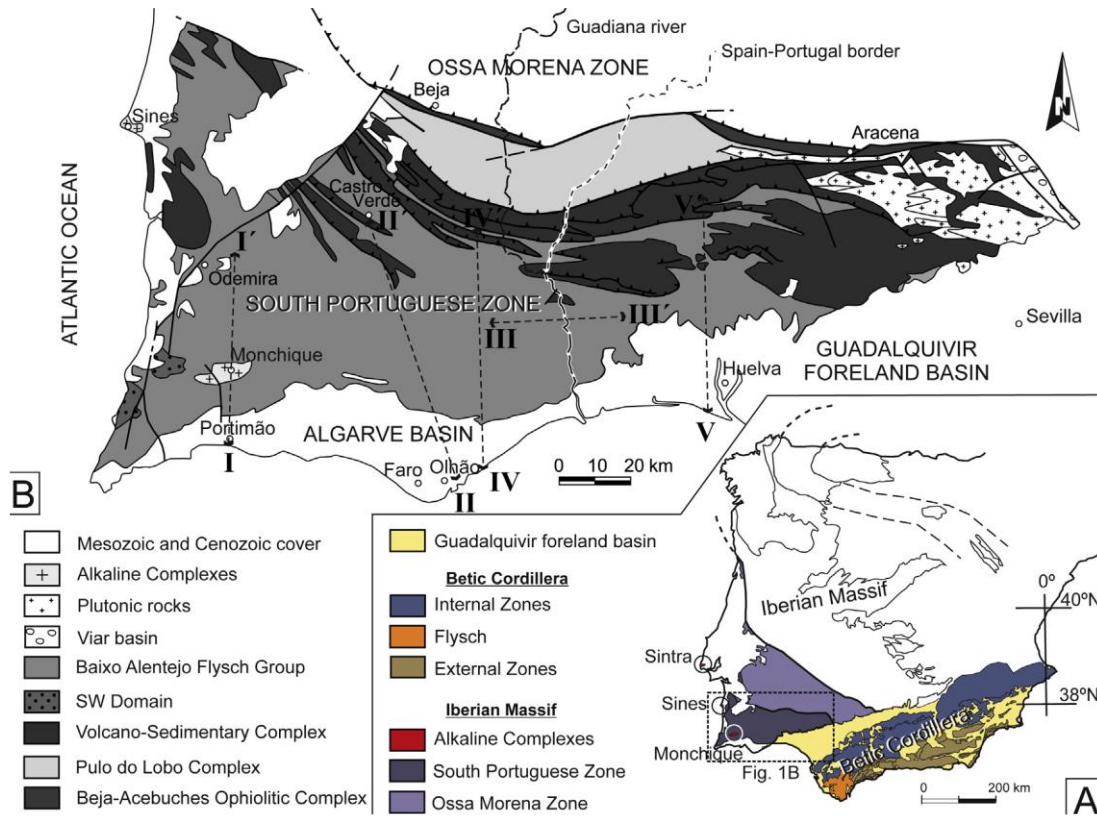 Guadiana river
Spain-Portugal border
OSSA MORENA ZONE
Beja
N
Sines
Aracena
ATLANTIC OCEAN
Castro
Verde
II´
IV´
V´
I´
Odemira
SOUTH PORTUGUESE ZONE
III
III´
Sevilla
Monchique
GUADALQUIVIR
FORELAND BASIN
Huelva
Portimão
ALGARVE BASIN
I
V
Faro
Olhão
IV
II
0 10 20 km
B
Mesozoic and Cenozoic cover
Alkaline Complexes
Plutonic rocks
Viar basin
Baixo Alentejo Flysch Group
SW Domain
Volcano-Sedimentary Complex
Pulo do Lobo Complex
Beja-Acebuches Ophiolitic Complex
Guadalquivir foreland basin
Betic Cordillera
Internal Zones
Flysch
External Zones
Iberian Massif
Alkaline Complexes
South Portuguese Zone
Ossa Morena Zone
Iberian Massif
0º
40ºN
38ºN
Sintra
Sines
Monchique
Fig. 1B
Betic Cordillera
0 200 km
A